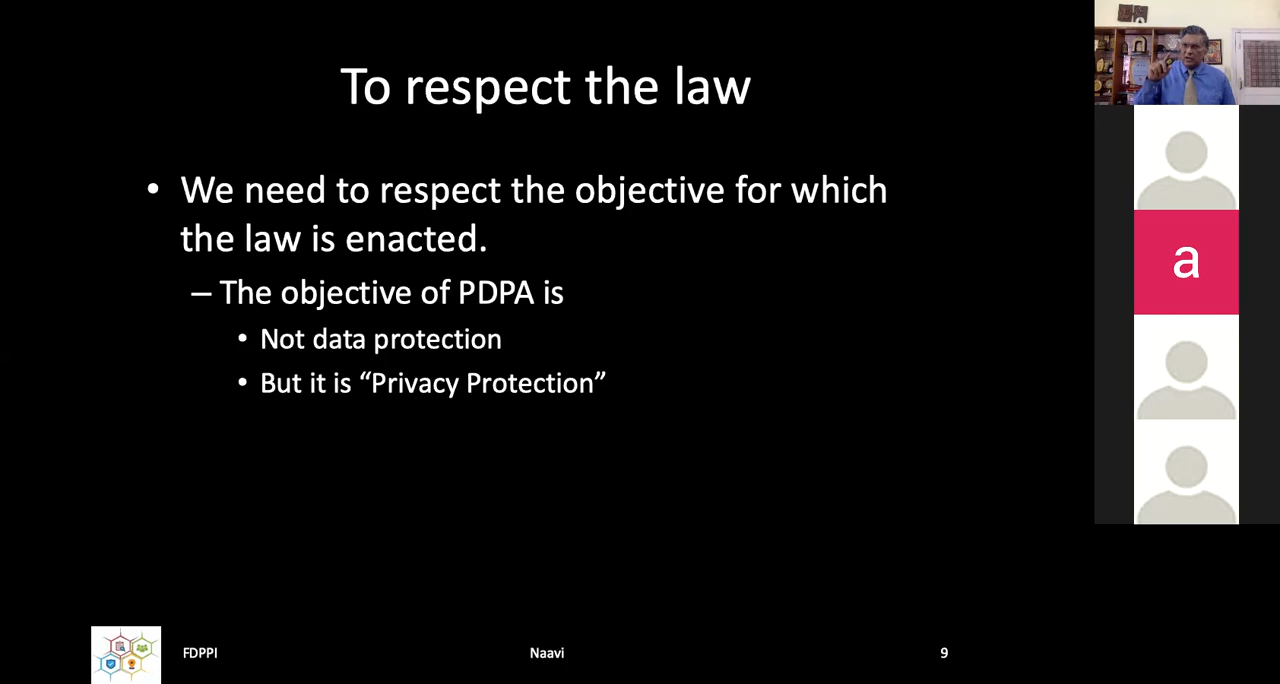 To respect the law
• We need to respect the objective for which
the law is enacted.
– The objective of PDPA is
• Not data protection
• But it is “Privacy Protection”
a
FDPPI
Naavi
9